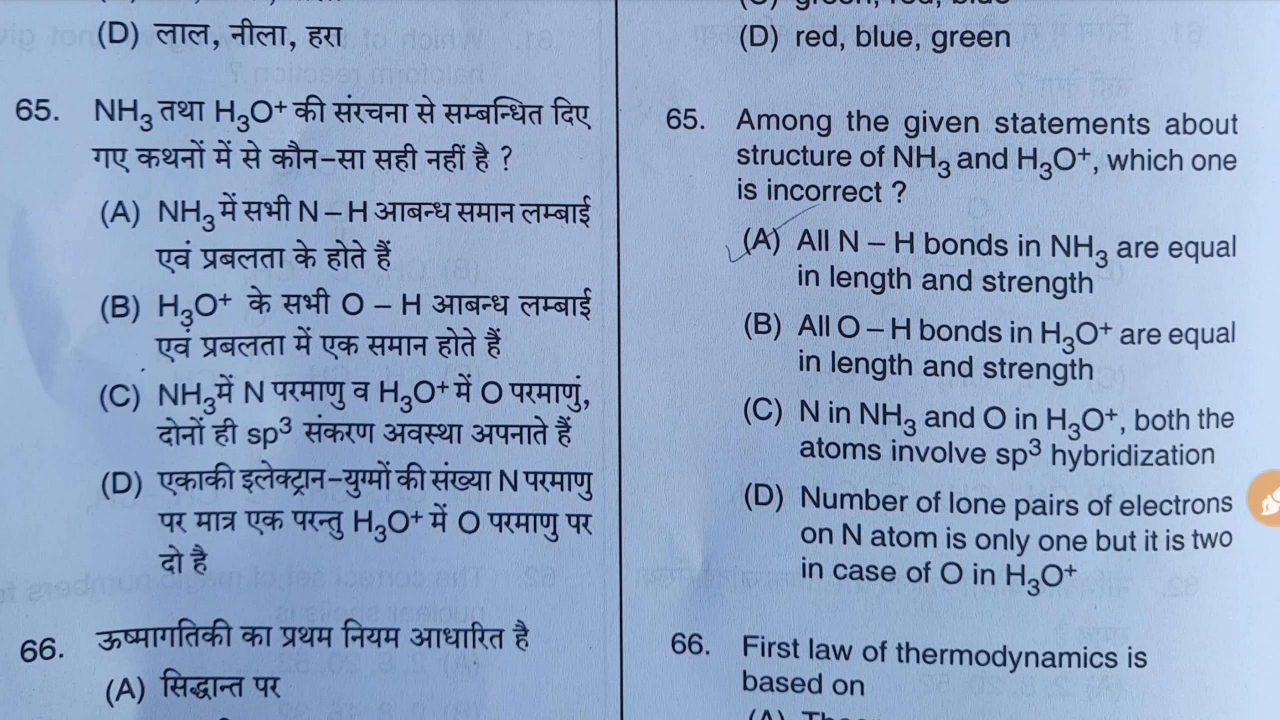 (D) लाल, नीला, हरा
65. NH₃ तथा H₃O⁺ की संरचना से सम्बन्धित दिए
गए कथनों में से कौन-सा सही नहीं है ?
(A) NH₃ में सभी N – H आबन्ध समान लम्बाई
एवं प्रबलता के होते हैं
(B) H₃O⁺ के सभी O – H आबन्ध लम्बाई
एवं प्रबलता में एक समान होते हैं
(C) NH₃ में N परमाणु व H₃O⁺ में O परमाणुं,
दोनों ही sp³ संकरण अवस्था अपनाते हैं
(D) एकाकी इलेक्ट्रान-युग्मों की संख्या N परमाणु
पर मात्र एक परन्तु H₃O⁺ में O परमाणु पर
दो है
66. ऊष्मागतिकी का प्रथम नियम आधारित है
(A) सिद्धान्त पर
(C) green, red, blue
(D) red, blue, green
65. Among the given statements about
structure of NH₃ and H₃O⁺, which one
is incorrect ?
(A) All N – H bonds in NH₃ are equal
in length and strength
(B) All O – H bonds in H₃O⁺ are equal
in length and strength
(C) N in NH₃ and O in H₃O⁺, both the
atoms involve sp³ hybridization
(D) Number of lone pairs of electrons
on N atom is only one but it is two
in case of O in H₃O⁺
66. First law of thermodynamics is
based on